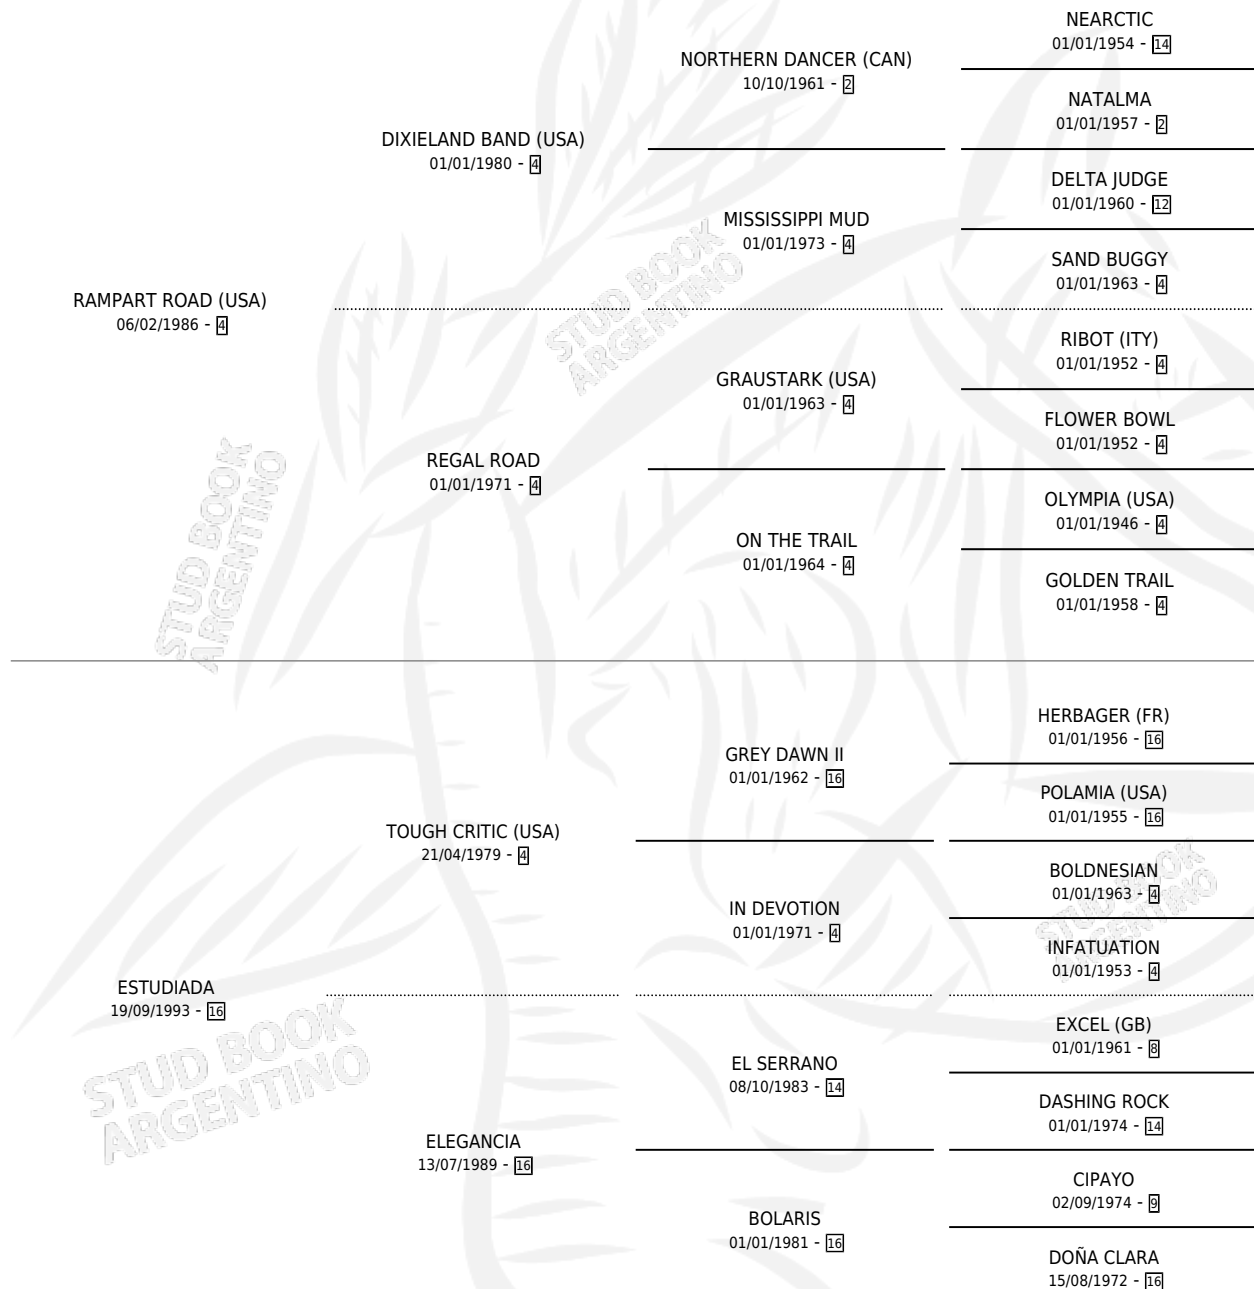 NEARCTIC
01/01/1954 - 14
NORTHERN DANCER (CAN)
10/10/1961 - 2
NATALMA
01/01/1957 - 2
DIXIELAND BAND (USA)
01/01/1980 - 4
DELTA JUDGE
01/01/1960 - 12
MISSISSIPPI MUD
01/01/1973 - 4
SAND BUGGY
01/01/1963 - 4
RAMPART ROAD (USA)
06/02/1986 - 4
RIBOT (ITY)
01/01/1952 - 4
GRAUSTARK (USA)
01/01/1963 - 4
FLOWER BOWL
01/01/1952 - 4
REGAL ROAD
01/01/1971 - 4
OLYMPIA (USA)
01/01/1946 - 4
ON THE TRAIL
01/01/1964 - 4
GOLDEN TRAIL
01/01/1958 - 4
HERBAGER (FR)
01/01/1956 - 16
GREY DAWN II
01/01/1962 - 16
POLAMIA (USA)
01/01/1955 - 16
TOUGH CRITIC (USA)
21/04/1979 - 4
BOLDNESIAN
01/01/1963 - 4
IN DEVOTION
01/01/1971 - 4
INFATUATION
01/01/1953 - 4
ESTUDIADA
19/09/1993 - 16
EXCEL (GB)
01/01/1961 - 8
EL SERRANO
08/10/1983 - 14
DASHING ROCK
01/01/1974 - 14
ELEGANCIA
13/07/1989 - 16
CIPAYO
02/09/1974 - 9
BOLARIS
01/01/1981 - 16
DOÑA CLARA
15/08/1972 - 16
STUD BOOK
ARGENTINO
STUD BOOK
ARGENTINO
STUD BOOK
ARGENTINO
STUD BOOK
ARGENTINO